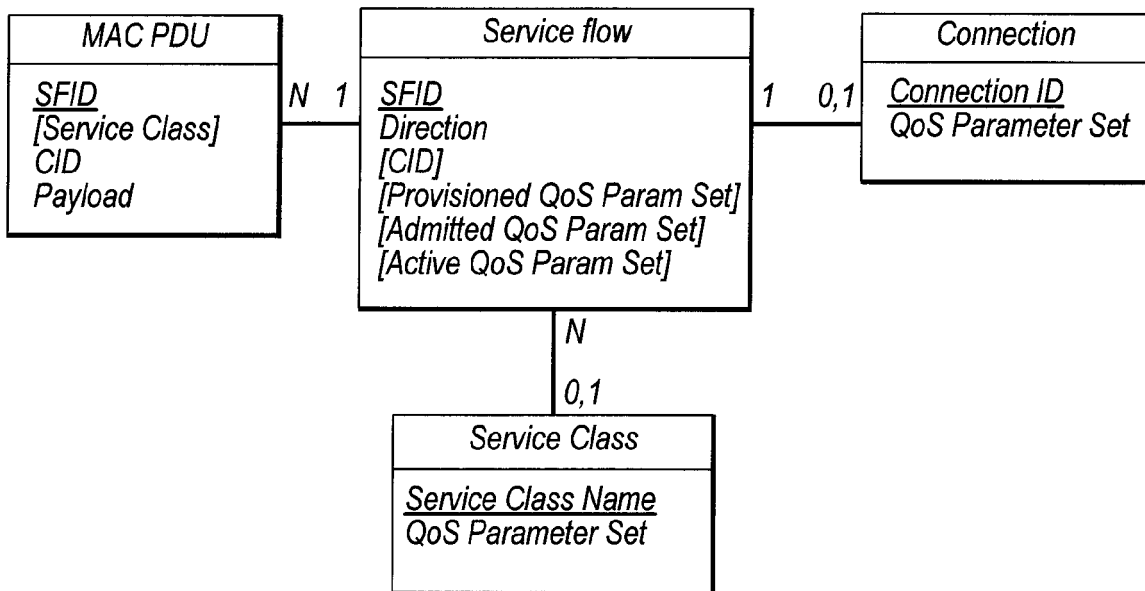 MAC PDU
SFID
[Service Class]
CID
Payload
N 1
Service flow
SFID
Direction
[CID]
[Provisioned QoS Param Set]
[Admitted QoS Param Set]
[Active QoS Param Set]
1 0,1
Connection
Connection ID
QoS Parameter Set
N
0,1
Service Class
Service Class Name
QoS Parameter Set